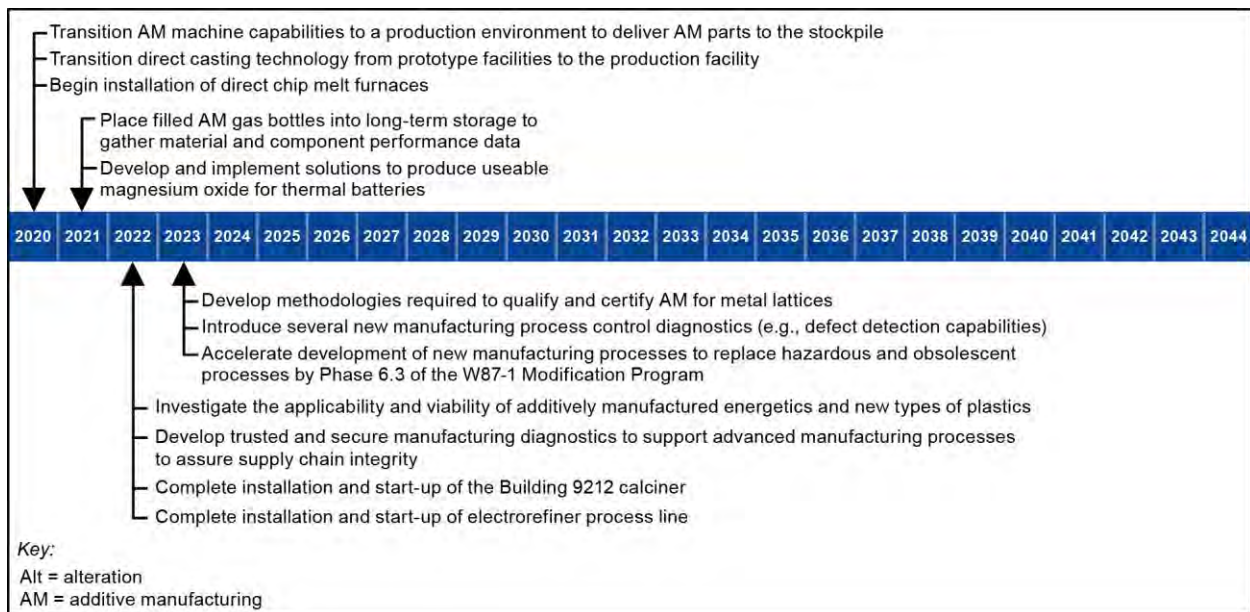 Transition AM machine capabilities to a production environment to deliver AM parts to the stockpile
Transition direct casting technology from prototype facilities to the production facility
Begin installation of direct chip melt furnaces
Place filled AM gas bottles into long-term storage to
gather material and component performance data
Develop and implement solutions to produce useable
magnesium oxide for thermal batteries
2020 2021 2022 2023 2024 2025 2026 2027 2028 2029 2030 2031 2032 2033 2034 2035 2036 2037 2038 2039 2040 2041 2042 2043 2044
Develop methodologies required to qualify and certify AM for metal lattices
Introduce several new manufacturing process control diagnostics (e.g., defect detection capabilities)
Accelerate development of new manufacturing processes to replace hazardous and obsolescent
processes by Phase 6.3 of the W87-1 Modification Program
Investigate the applicability and viability of additively manufactured energetics and new types of plastics
Develop trusted and secure manufacturing diagnostics to support advanced manufacturing processes
to assure supply chain integrity
Complete installation and start-up of the Building 9212 calciner
Complete installation and start-up of electrorefiner process line
Key:
Alt = alteration
AM = additive manufacturing